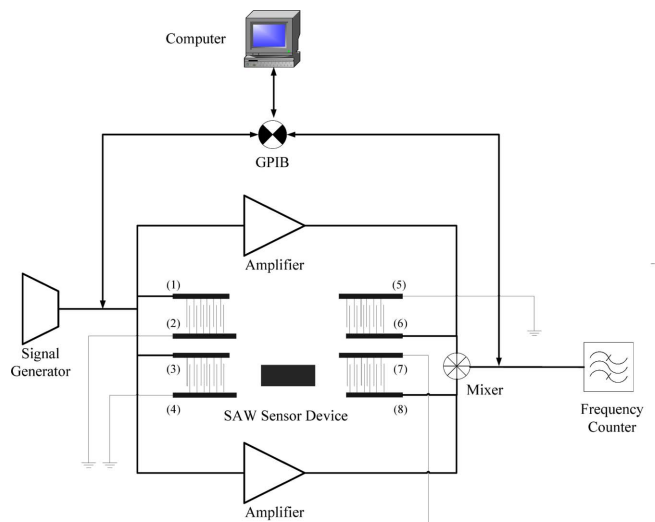 Computer
GPIB
Amplifier
(1)
(5)
(2)
(6)
Signal
Generator
(3)
(7)
Mixer
(4)
(8)
SAW Sensor Device
Frequency
Counter
Amplifier